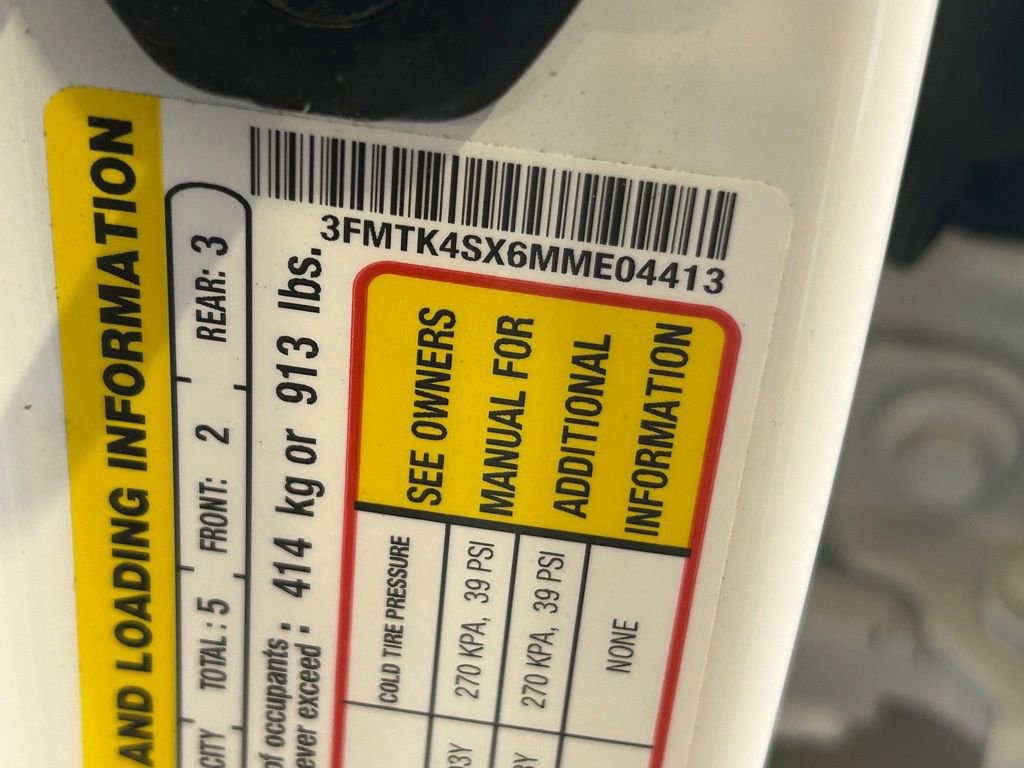 3FMTK4SX6MME04413
AND LOADING INFORMATION
CITY TOTAL : 5 FRONT: 2 REAR: 3
of occupants
ever exceed : 414 kg or 913 lbs.
COLD TIRE PRESSURE
270 KPA, 39 PSI
270 KPA, 39 PSI
NONE
SEE OWNERS
MANUAL FOR
ADDITIONAL
INFORMATION